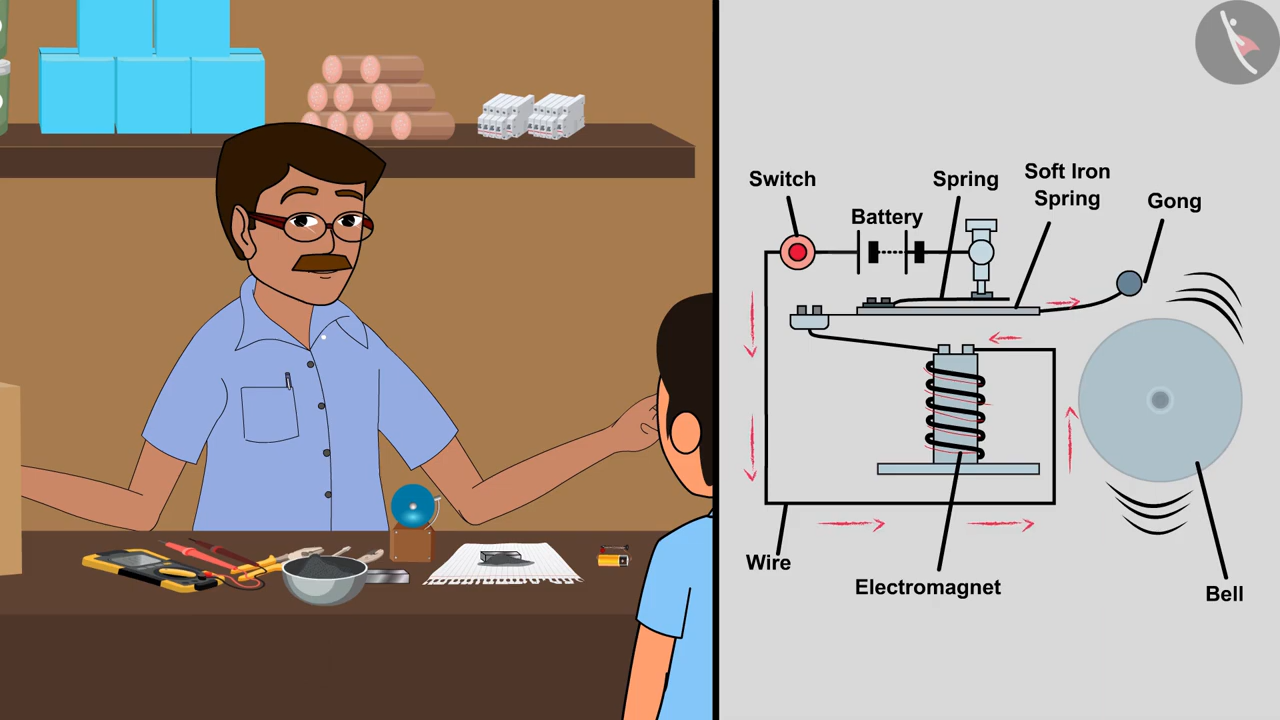 Switch
Battery
Spring
Soft Iron
Spring
Gong
Wire
Electromagnet
Bell